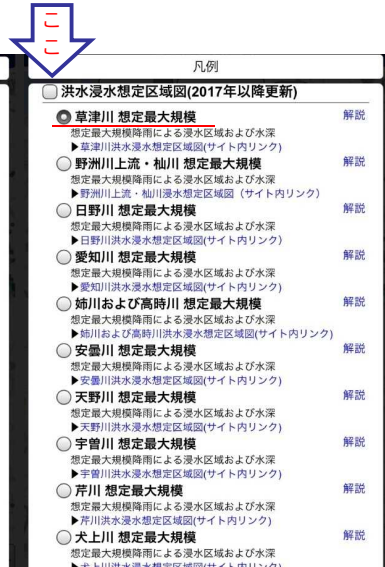 ここ
凡例
洪水浸水想定区域図(2017年以降更新)
草津川 想定最大規模 解説
想定最大規模降雨による浸水区域および水深
▶草津川洪水浸水想定区域図(サイト内リンク)
野洲川上流・杣川 想定最大規模 解説
想定最大規模降雨による浸水区域および水深
▶野洲川上流・杣川浸水想定区域図（サイト内リンク）
日野川 想定最大規模 解説
想定最大規模降雨による浸水区域および水深
▶日野川洪水浸水想定区域図(サイト内リンク）
愛知川 想定最大規模 解説
想定最大規模降雨による浸水区域および水深
▶愛知川洪水浸水想定区域図(サイト内リンク)
姉川および高時川 想定最大規模 解説
想定最大規模降雨による浸水区域および水深
▶姉川および高時川洪水浸水想定区域図(サイト内リンク)
安曇川 想定最大規模 解説
想定最大規模降雨による浸水区域および水深
▶安曇川洪水浸水想定区域図(サイト内リンク)
天野川 想定最大規模 解説
想定最大規模降雨による浸水区域および水深
▶天野川洪水浸水想定区域図(サイト内リンク)
宇曽川 想定最大規模 解説
想定最大規模降雨による浸水区域および水深
▶宇曽川洪水浸水想定区域図(サイト内リンク)
芹川 想定最大規模 解説
想定最大規模降雨による浸水区域および水深
▶芹川洪水浸水想定区域図(サイト内リンク)
犬上川 想定最大規模 解説
想定最大規模降雨による浸水区域および水深
▶犬上川洪水浸水想定区域図(サイト内リンク)